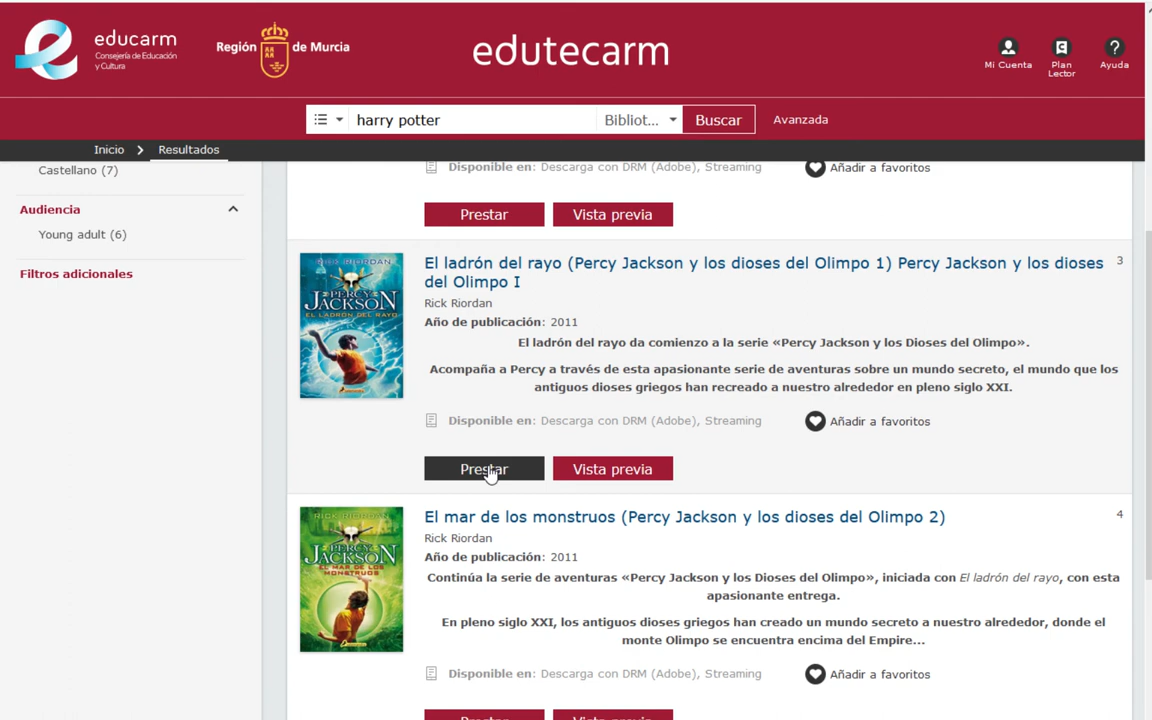 educarm
Consejería de Educación
y Cultura
Región de Murcia
edutecarm
Mi Cuenta
Plan
Lector
Ayuda
harry potter
Bibliot...
Buscar
Avanzada
Inicio
Resultados
Castellano (7)
Audiencia
Young adult (6)
Filtros adicionales
Disponible en: Descarga con DRM (Adobe), Streaming
Añadir a favoritos
Prestar
Vista previa
RICK RIORDAN
PERCY
JACKSON
EL LADRÓN DEL RAYO
El ladrón del rayo (Percy Jackson y los dioses del Olimpo 1) Percy Jackson y los dioses
del Olimpo I
3
Rick Riordan
Año de publicación: 2011
El ladrón del rayo da comienzo a la serie «Percy Jackson y los Dioses del Olimpo».
Acompaña a Percy a través de esta apasionante serie de aventuras sobre un mundo secreto, el mundo que los
antiguos dioses griegos han recreado a nuestro alrededor en pleno siglo XXI.
Disponible en: Descarga con DRM (Adobe), Streaming
Añadir a favoritos
Prestar
Vista previa
RICK RIORDAN
PERCY
JACKSON
EL MAR DE LOS
MONSTRUOS
El mar de los monstruos (Percy Jackson y los dioses del Olimpo 2)
4
Rick Riordan
Año de publicación: 2011
Continúa la serie de aventuras «Percy Jackson y los Dioses del Olimpo», iniciada con El ladrón del rayo, con esta
apasionante entrega.
En pleno siglo XXI, los antiguos dioses griegos han creado un mundo secreto a nuestro alrededor, donde el
monte Olimpo se encuentra encima del Empire...
Disponible en: Descarga con DRM (Adobe), Streaming
Añadir a favoritos
Prestar
Vista previa